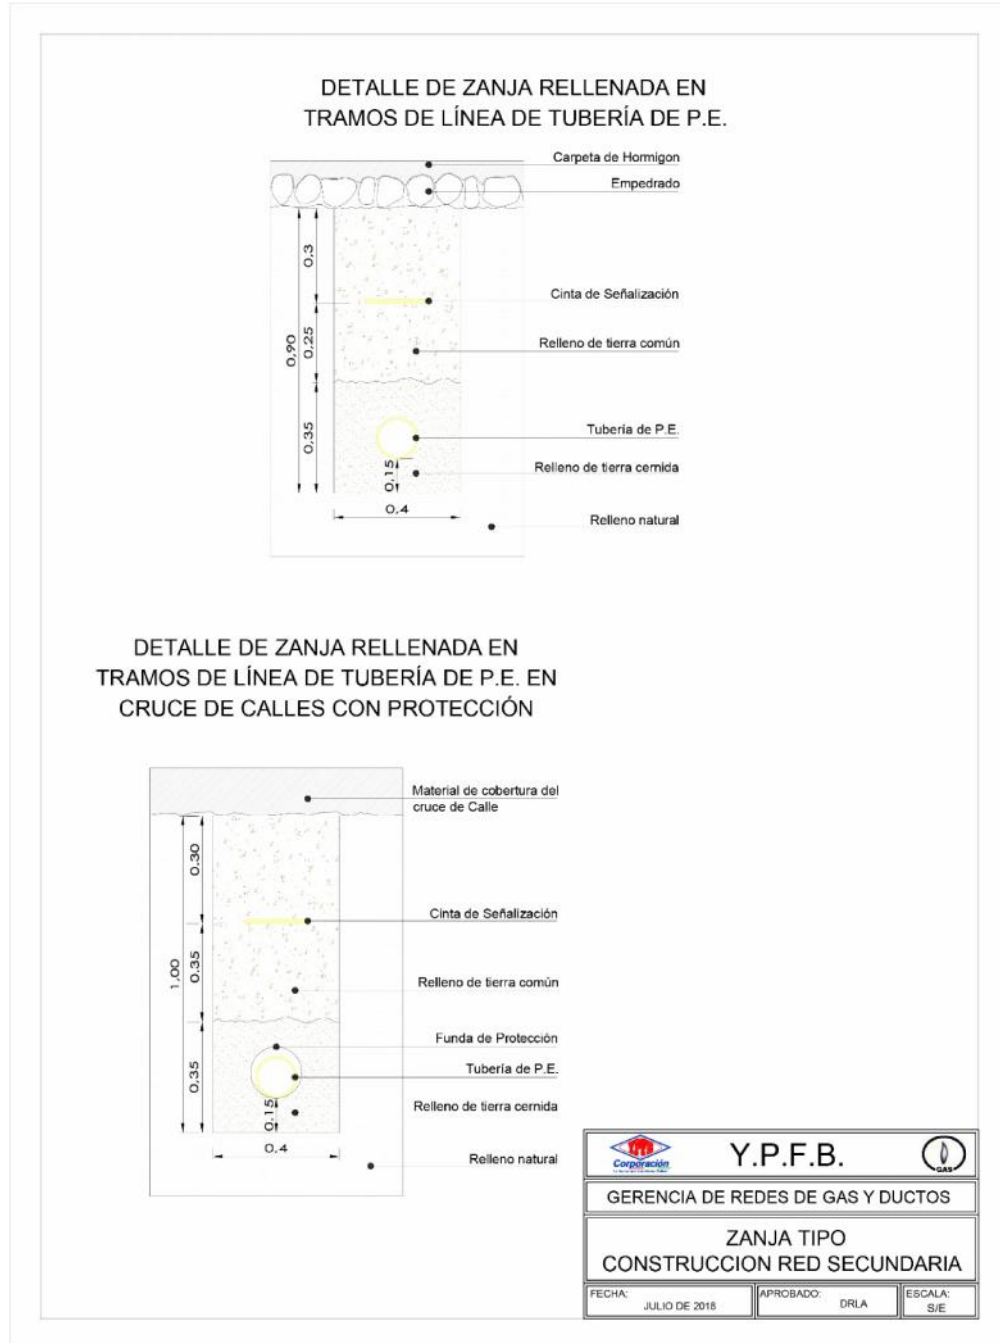 DETALLE DE ZANJA RELLENADA EN
TRAMOS DE LÍNEA DE TUBERÍA DE P.E.
Carpeta de Hormigon
Empedrado
Cinta de Señalización
Relleno de tierra común
Tubería de P.E.
Relleno de tierra cernida
Relleno natural
0,90
0,3
0,25
0,35
0,15
0,4
DETALLE DE ZANJA RELLENADA EN
TRAMOS DE LÍNEA DE TUBERÍA DE P.E. EN
CRUCE DE CALLES CON PROTECCIÓN
Material de cobertura del
cruce de Calle
Cinta de Señalización
Relleno de tierra común
Funda de Protección
Tubería de P.E.
Relleno de tierra cernida
Relleno natural
1,00
0,30
0,35
0,35
0,15
0,4
Corporación
Y.P.F.B.
GAS
GERENCIA DE REDES DE GAS Y DUCTOS
ZANJA TIPO
CONSTRUCCION RED SECUNDARIA
FECHA:
JULIO DE 2018
APROBADO:
DRLA
ESCALA:
S/E